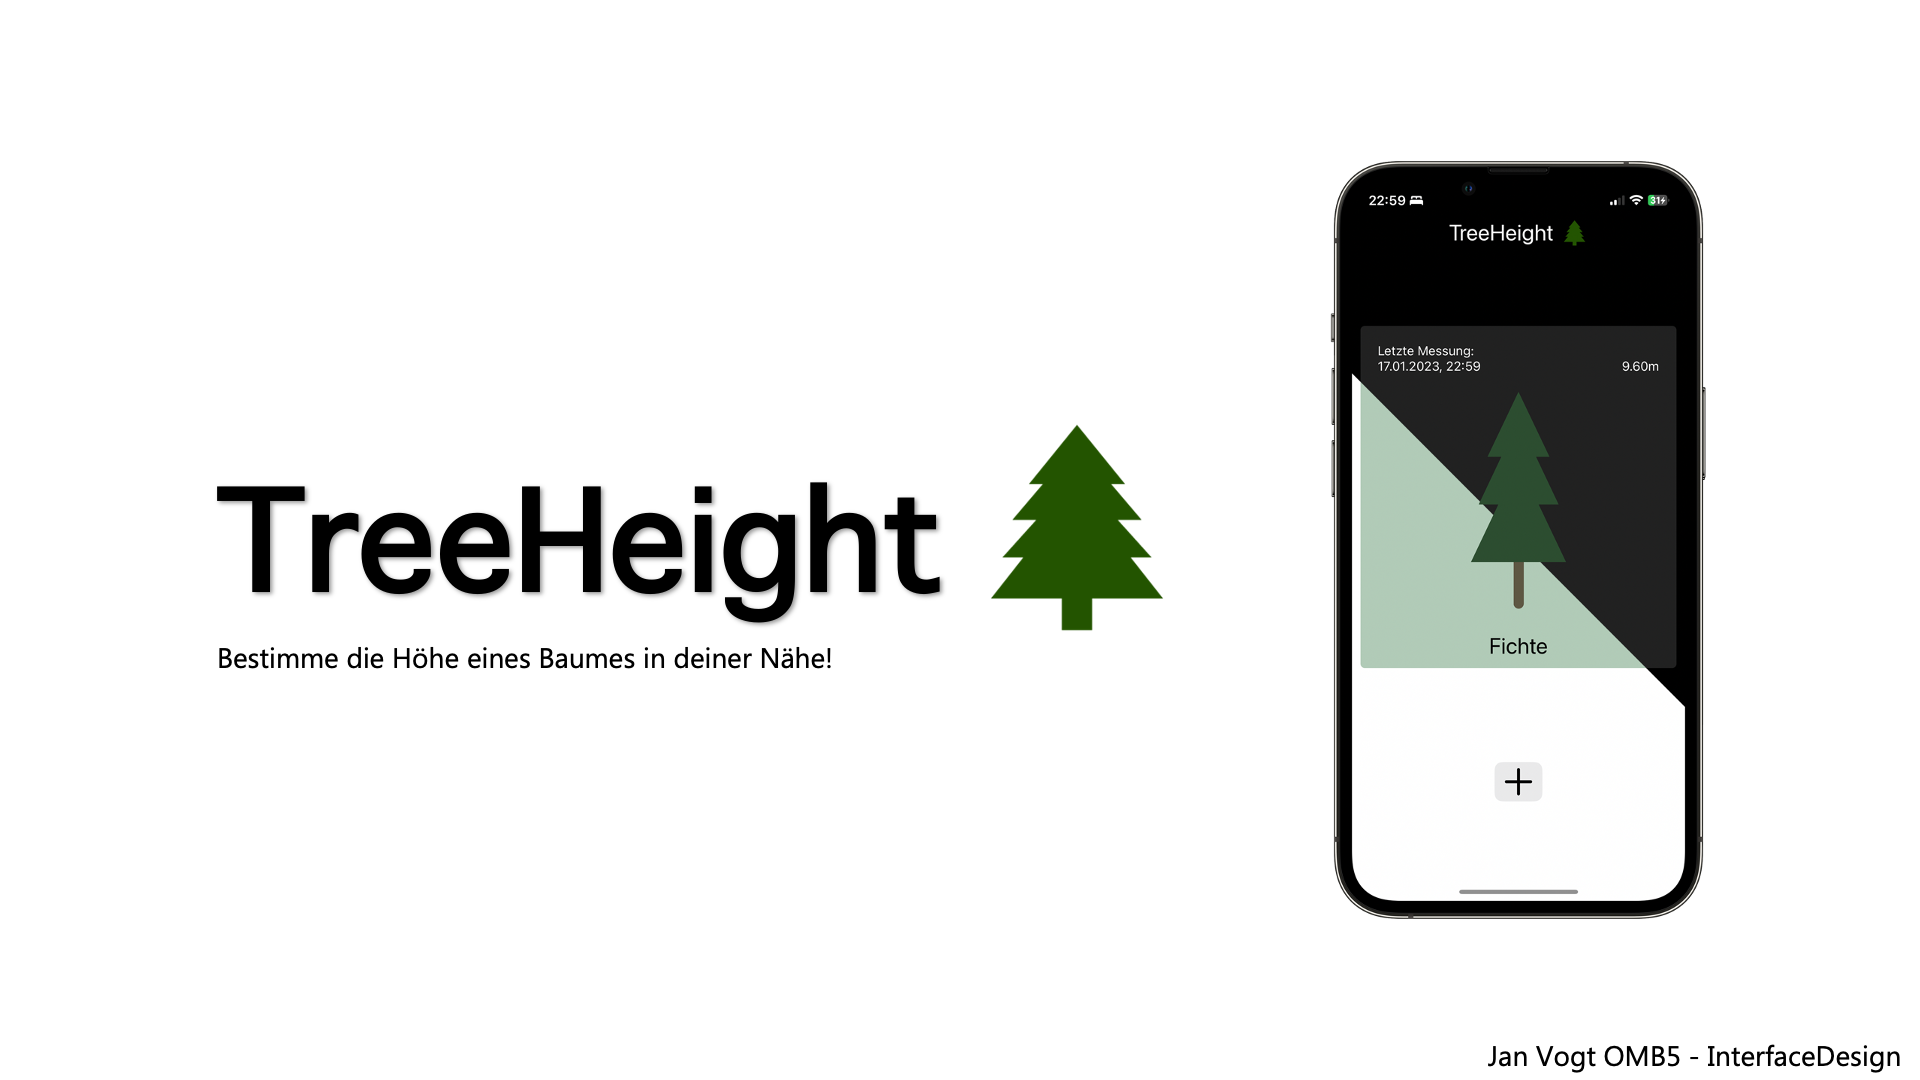 TreeHeight
Bestimme die Höhe eines Baumes in deiner Nähe!
22:59
31
TreeHeight
Letzte Messung:
17.01.2023, 22:59
9.60m
Fichte
Jan Vogt OMB5 - InterfaceDesign